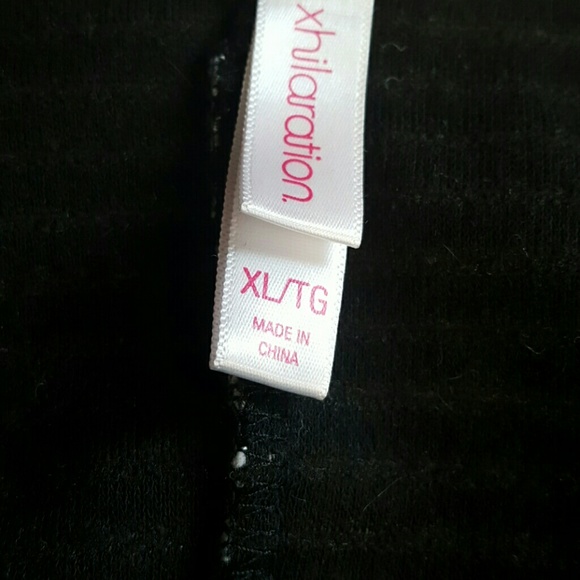 xhilaration.
XL/TG
MADE IN
CHINA